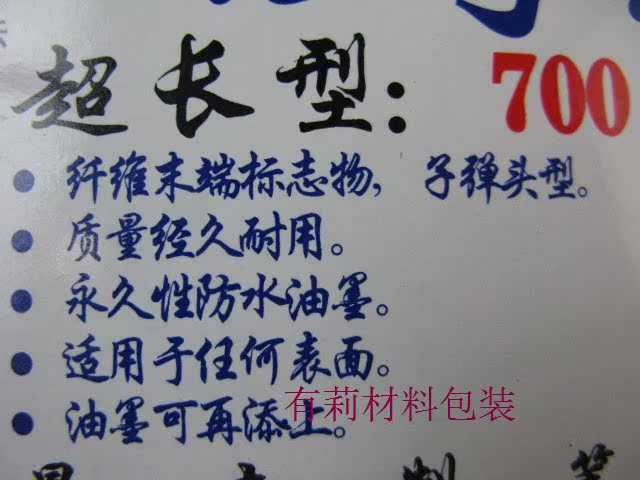 超长型：700
• 纤维末端标志物，子弹头型。
• 质量经久耐用。
• 永久性防水油墨。
• 适用于任何表面。
• 油墨可再添上。
有莉材料包装